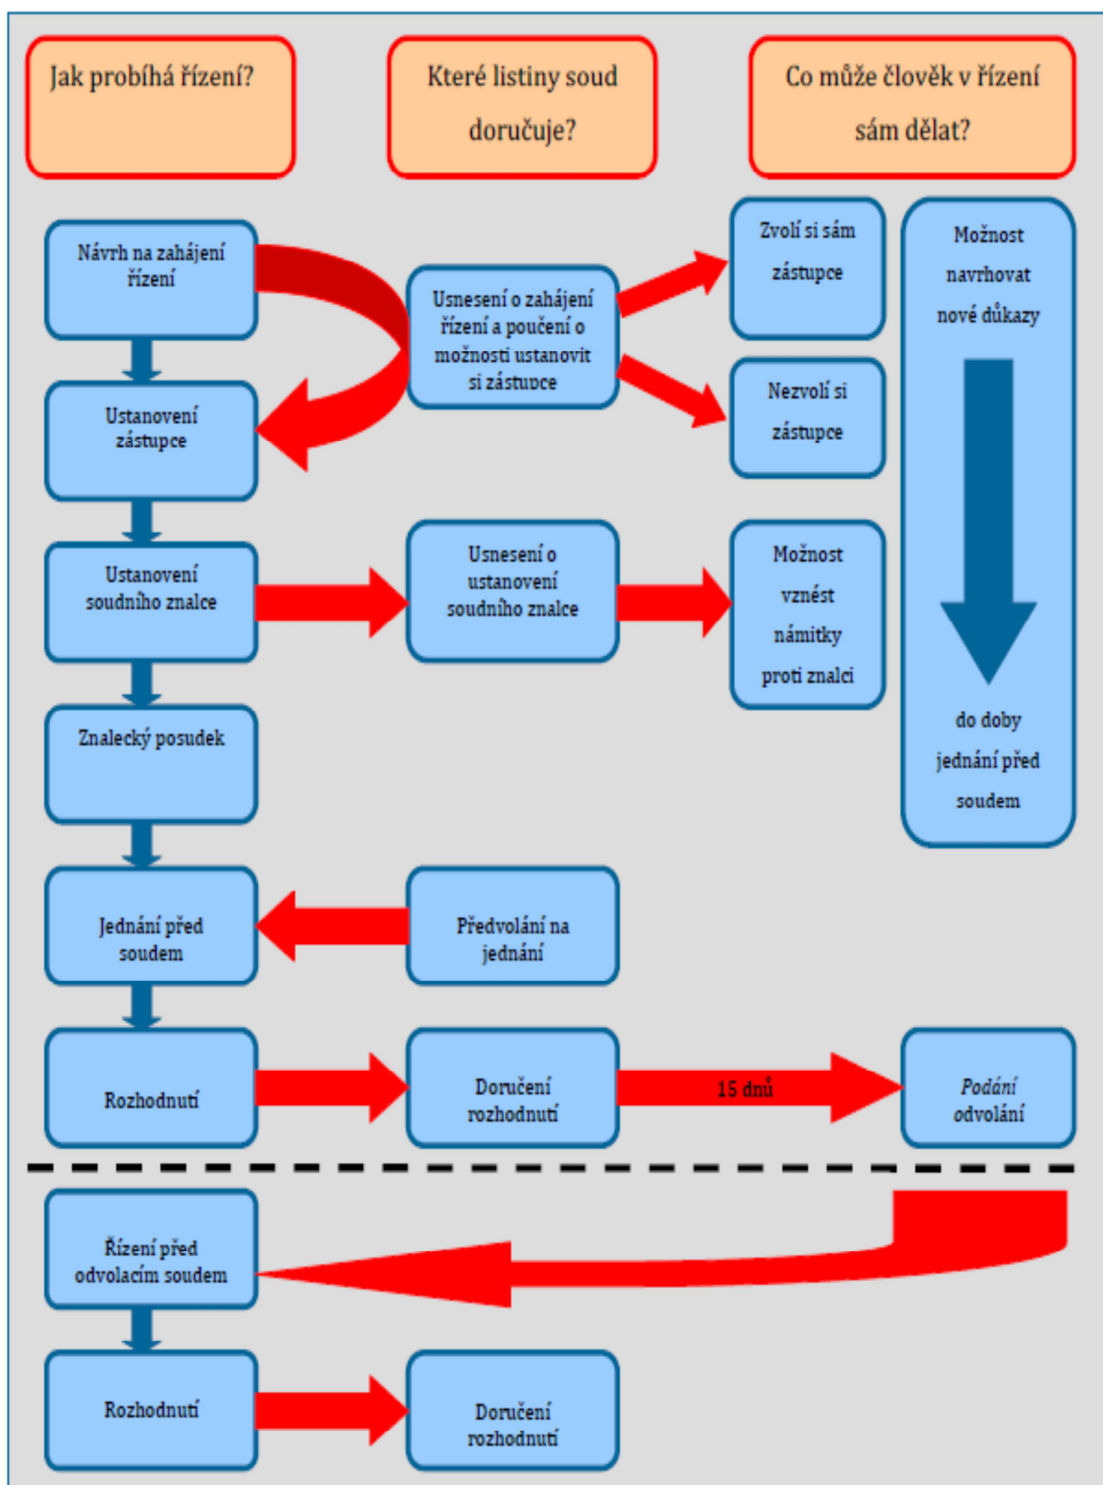 Jak probíhá řízení?
Které listiny soud
doručuje?
Co může člověk v řízení
sám dělat?
Návrh na zahájení
řízení
Usnesení o zahájení
řízení a poučení o
možnosti ustanovit
si zástupce
Zvolí si sám
zástupce
Možnost
navrhovat
nové důkazy
do doby
jednání před
soudem
Nezvolí si
zástupce
Ustanovení
zástupce
Ustanovení
soudního znalce
Usnesení o
ustanovení
soudního znalce
Možnost
vznést
námitky
proti znalci
Znalecký posudek
Jednání před
soudem
Předvolání na
jednání
Rozhodnutí
Doručení
rozhodnutí
15 dnů
Podání
odvolání
Řízení před
odvolacím soudem
Rozhodnutí
Doručení
rozhodnutí